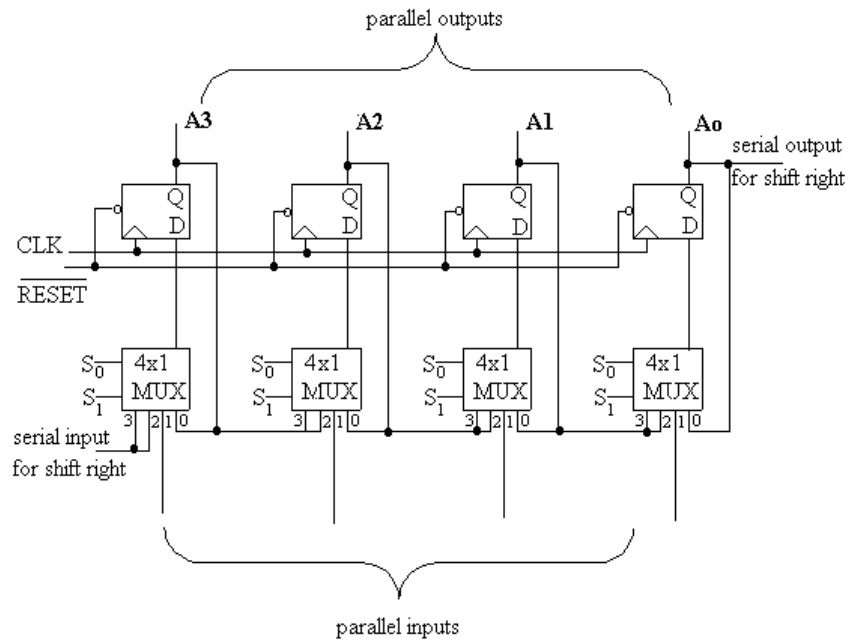 parallel outputs
A3 A2 A1 Ao
serial output
for shift right
Q Q Q Q
D D D D
CLK
RESET
S0 4x1 S0 4x1 S0 4x1 S0 4x1
S1 MUX S1 MUX S1 MUX S1 MUX
3 2 1 0 3 2 1 0 3 2 1 0 3 2 1 0
serial input
for shift right
parallel inputs